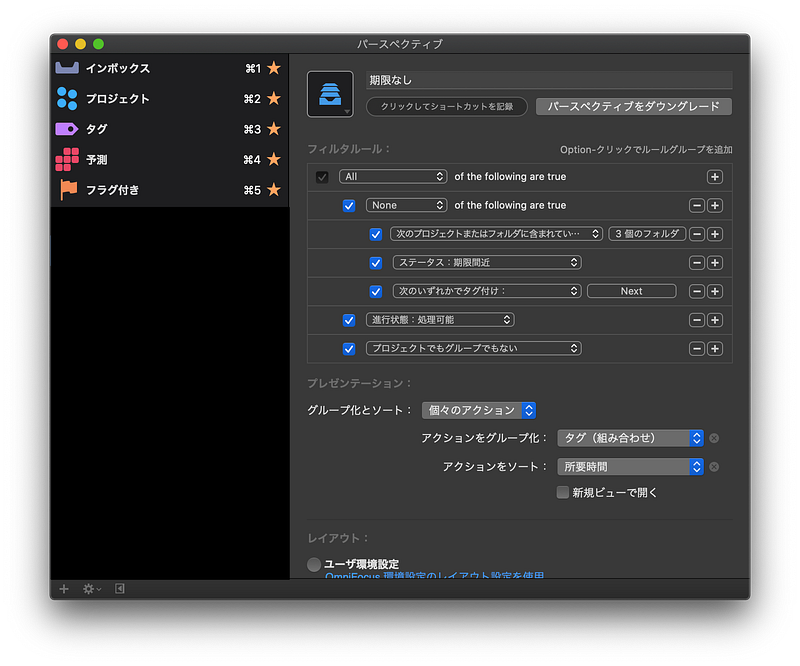 パースペクティブ
インボックス ⌘1
プロジェクト ⌘2
タグ ⌘3
予測 ⌘4
フラグ付き ⌘5
期限なし
クリックしてショートカットを記録 パースペクティブをダウングレード
フィルタルール： Option-クリックでルールグループを追加
All of the following are true
None of the following are true
次のプロジェクトまたはフォルダに含まれてい… 3 個のフォルダ
ステータス：期限間近
次のいずれかでタグ付け： Next
進行状態：処理可能
プロジェクトでもグループでもない
プレゼンテーション：
グループ化とソート： 個々のアクション
アクションをグループ化： タグ（組み合わせ）
アクションをソート： 所要時間
新規ビューで開く
レイアウト：
ユーザ環境設定
OmniFocus 環境設定のレイアウト設定を使用